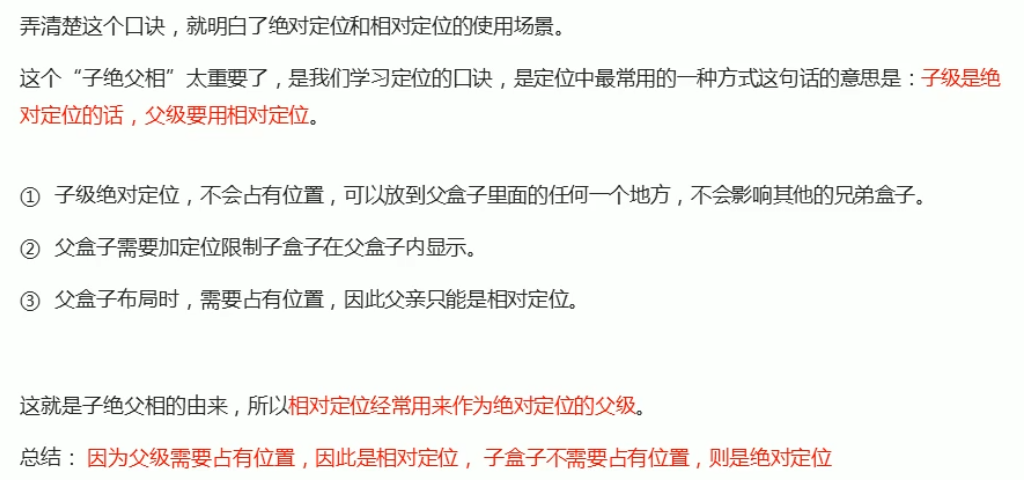 弄清楚这个口诀，就明白了绝对定位和相对定位的使用场景。
这个“子绝父相”太重要了，是我们学习定位的口诀，是定位中最常用的一种方式这句话的意思是：子级是绝
对定位的话，父级要用相对定位。
① 子级绝对定位，不会占有位置，可以放到父盒子里面的任何一个地方，不会影响其他的兄弟盒子。
② 父盒子需要加定位限制子盒子在父盒子内显示。
③ 父盒子布局时，需要占有位置，因此父亲只能是相对定位。
这就是子绝父相的由来，所以相对定位经常用来作为绝对定位的父级。
总结： 因为父级需要占有位置，因此是相对定位， 子盒子不需要占有位置，则是绝对定位